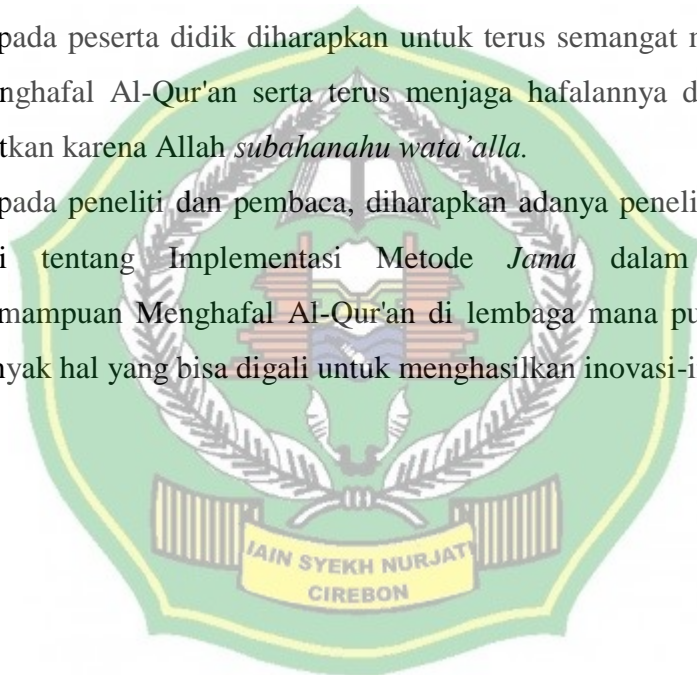 pada peserta didik diharapkan untuk terus semangat
nghafal Al-Qur'an serta terus menjaga hafalannya d
tkan karena Allah subahanahu wata'alla.
pada peneliti dan pembaca, diharapkan adanya peneli
i tentang Implementasi Metode Jama dalam
mampuan Menghafal Al-Qur'an di lembaga mana pu
nyak hal yang bisa digali untuk menghasilkan inovasi-i
IAIN SYEKH NURJATI
CIREBON